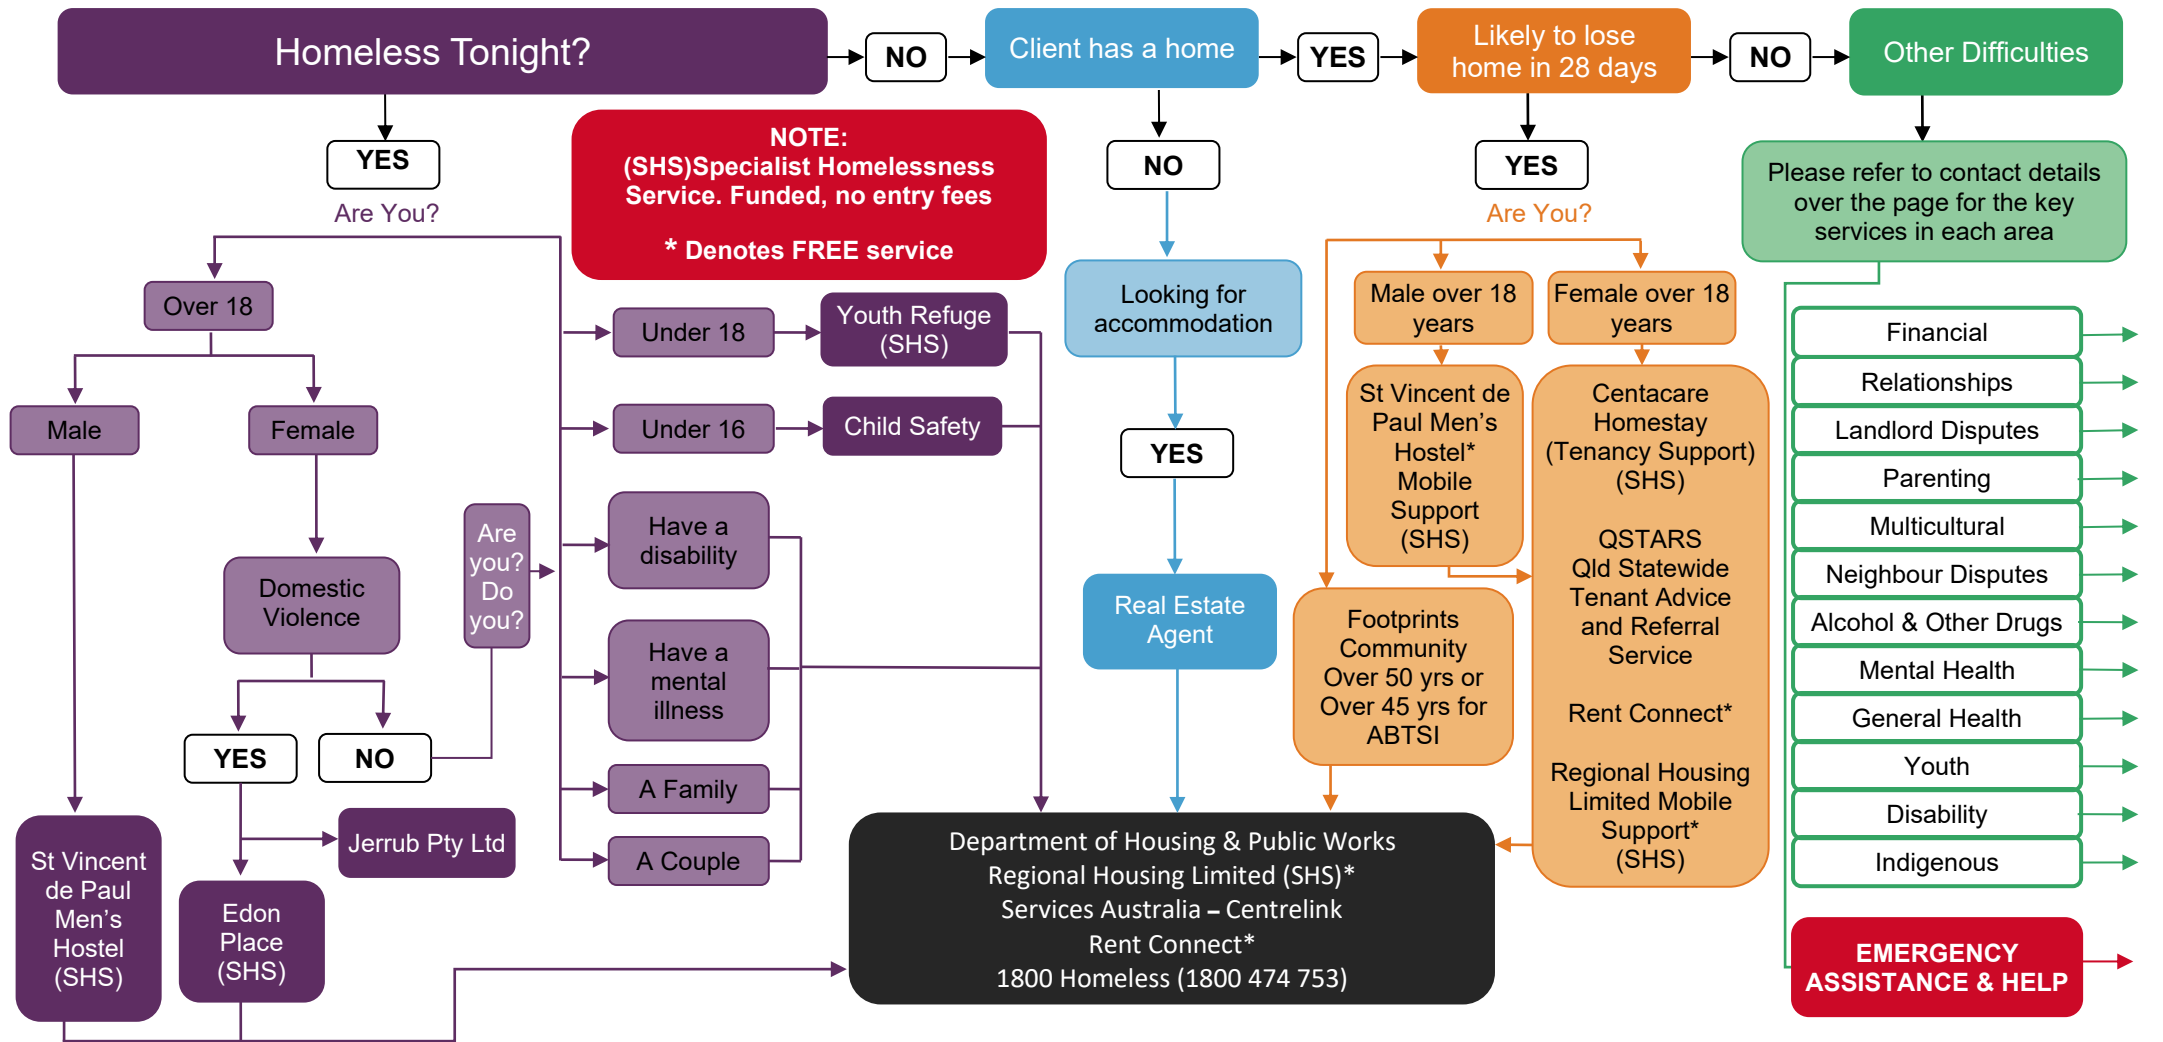 Homeless Tonight?
NO
Client has a home
YES
Likely to lose
home in 28 days
NO
Other Difficulties
YES
Are You?
NOTE:
(SHS)Specialist Homelessness
Service. Funded, no entry fees
* Denotes FREE service
Over 18
Male
Female
Domestic
Violence
YES
NO
Are
you?
Do
you?
Jerrub Pty Ltd
St Vincent
de Paul
Men’s
Hostel
(SHS)
Edon
Place
(SHS)
Under 18
Youth Refuge
(SHS)
Under 16
Child Safety
Have a
disability
Have a
mental
illness
A Family
A Couple
NO
Looking for
accommodation
YES
Real Estate
Agent
YES
Are You?
Male over 18
years
Female over 18
years
St Vincent de
Paul Men’s
Hostel*
Mobile
Support
(SHS)
Centacare
Homestay
(Tenancy Support)
(SHS)
QSTARS
Qld Statewide
Tenant Advice
and Referral
Service
Rent Connect*
Regional Housing
Limited Mobile
Support*
(SHS)
Footprints
Community
Over 50 yrs or
Over 45 yrs for
ABTSI
Department of Housing & Public Works
Regional Housing Limited (SHS)*
Services Australia – Centrelink
Rent Connect*
1800 Homeless (1800 474 753)
Please refer to contact details
over the page for the key
services in each area
Financial
Relationships
Landlord Disputes
Parenting
Multicultural
Neighbour Disputes
Alcohol & Other Drugs
Mental Health
General Health
Youth
Disability
Indigenous
EMERGENCY
ASSISTANCE & HELP